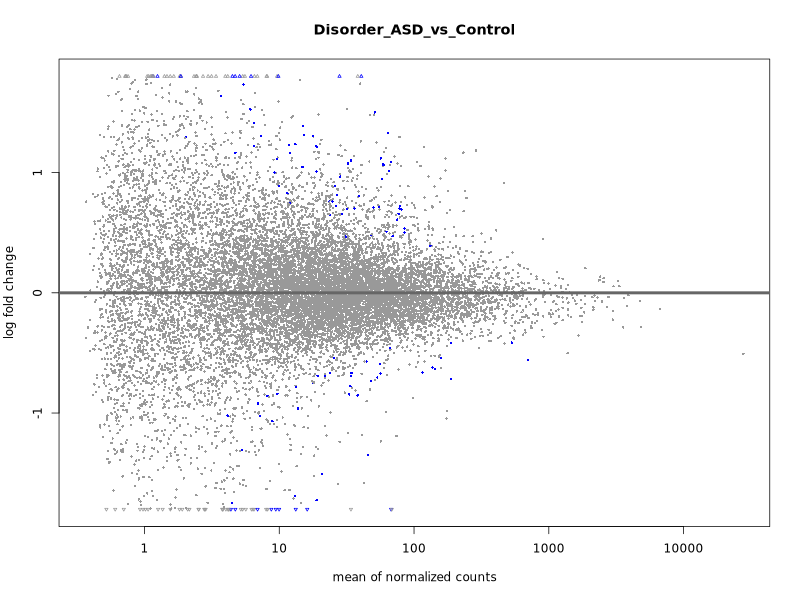 Disorder_ASD_vs_Control
log fold change
1
0
-1
1
10
100
1000
10000
mean of normalized counts